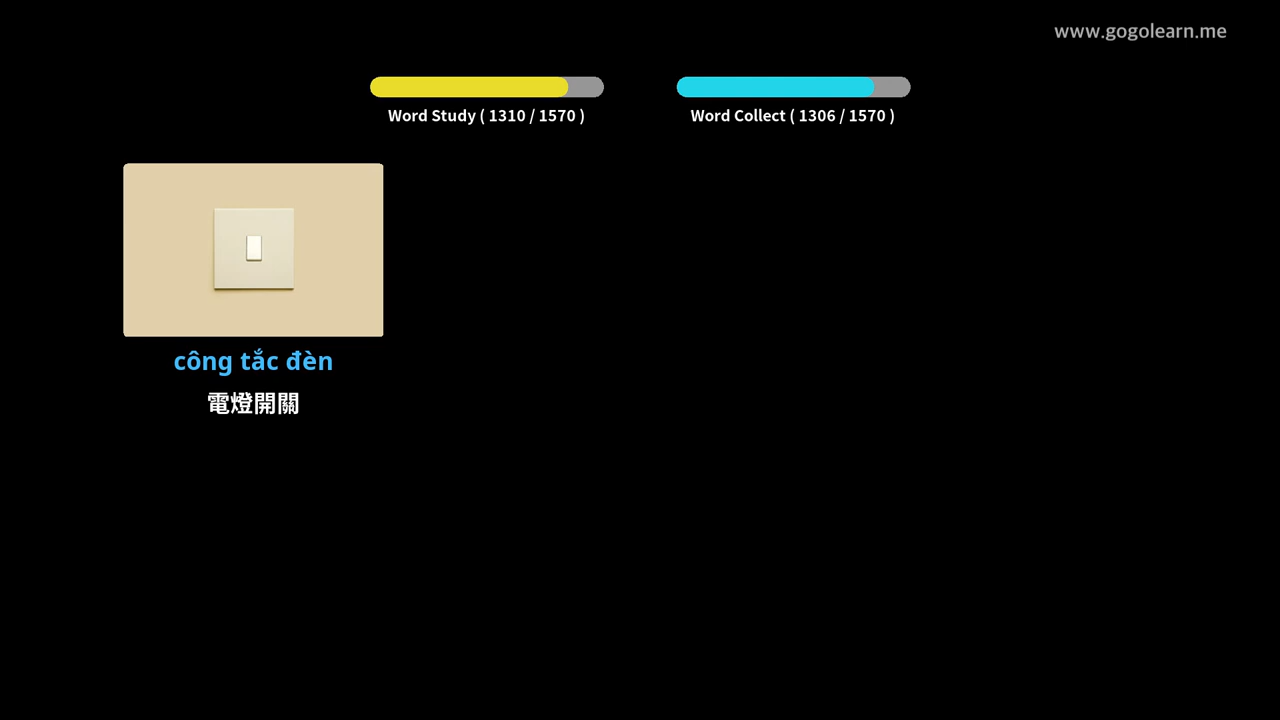 www.gogolearn.me
Word Study ( 1310 / 1570 )
Word Collect ( 1306 / 1570 )
công tắc đèn
電燈開關